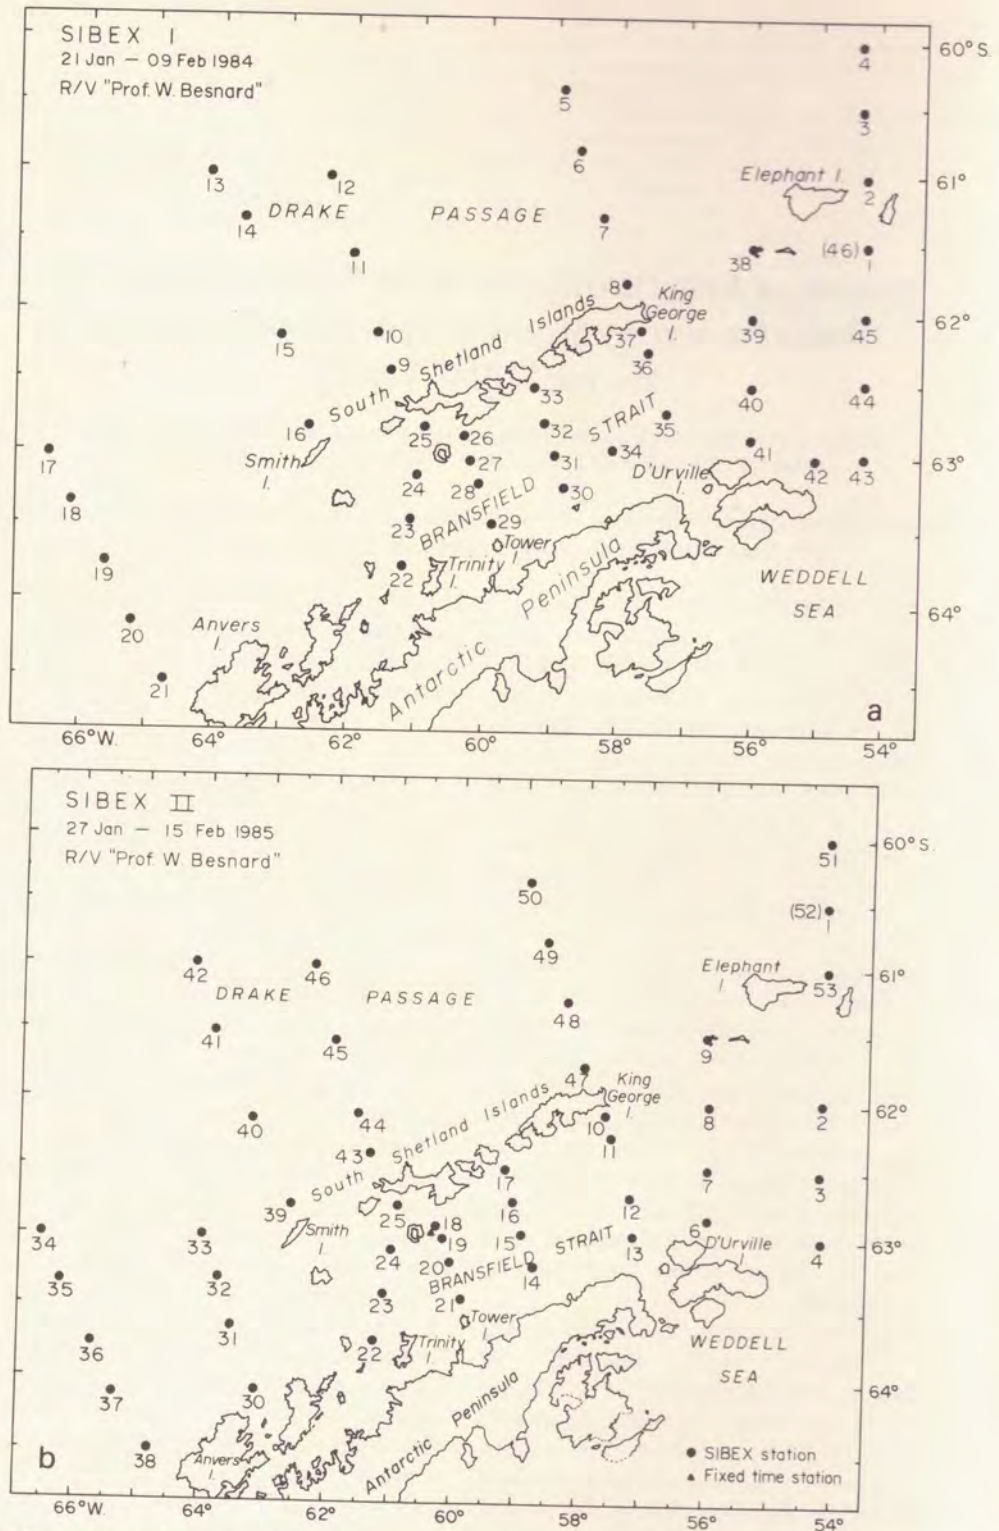 SIBEX I
21 Jan – 09 Feb 1984
R/V "Prof. W. Besnard"
60° S.
4
5
3
6
Elephant I.
61°
2
13
12
14
DRAKE PASSAGE
7
11
38
(46)
1
8
King
George
I.
South Shetland Islands
62°
15
10
9
37
36
39
45
33
40
44
16
25
26
32
STRAIT
35
41
17
Smith
I.
27
31
34
D'Urville
I.
42
43
63°
24
28
30
18
BRANSFIELD
23
29
Tower
I.
19
22
Trinity
I.
Antarctic Peninsula
WEDDELL
SEA
64°
20
Anvers
I.
21
a
66°W.
64°
62°
60°
58°
56°
54°
SIBEX II
27 Jan – 15 Feb 1985
R/V "Prof. W. Besnard"
60° S.
51
50
(52)
1
49
Elephant
I.
61°
42
46
53
DRAKE PASSAGE
48
41
45
9
47
King
George
I.
South Shetland Islands
62°
40
44
10
8
2
43
11
17
7
3
39
25
18
16
12
6
34
33
Smith
I.
19
15
STRAIT
13
D'Urville
I.
4
63°
24
20
BRANSFIELD
14
35
32
23
21
Tower
I.
31
36
22
Trinity
I.
WEDDELL
SEA
64°
37
30
Antarctic Peninsula
b
38
Anvers
I.
● SIBEX station
▲ Fixed time station
66°W.
64°
62°
60°
58°
56°
54°